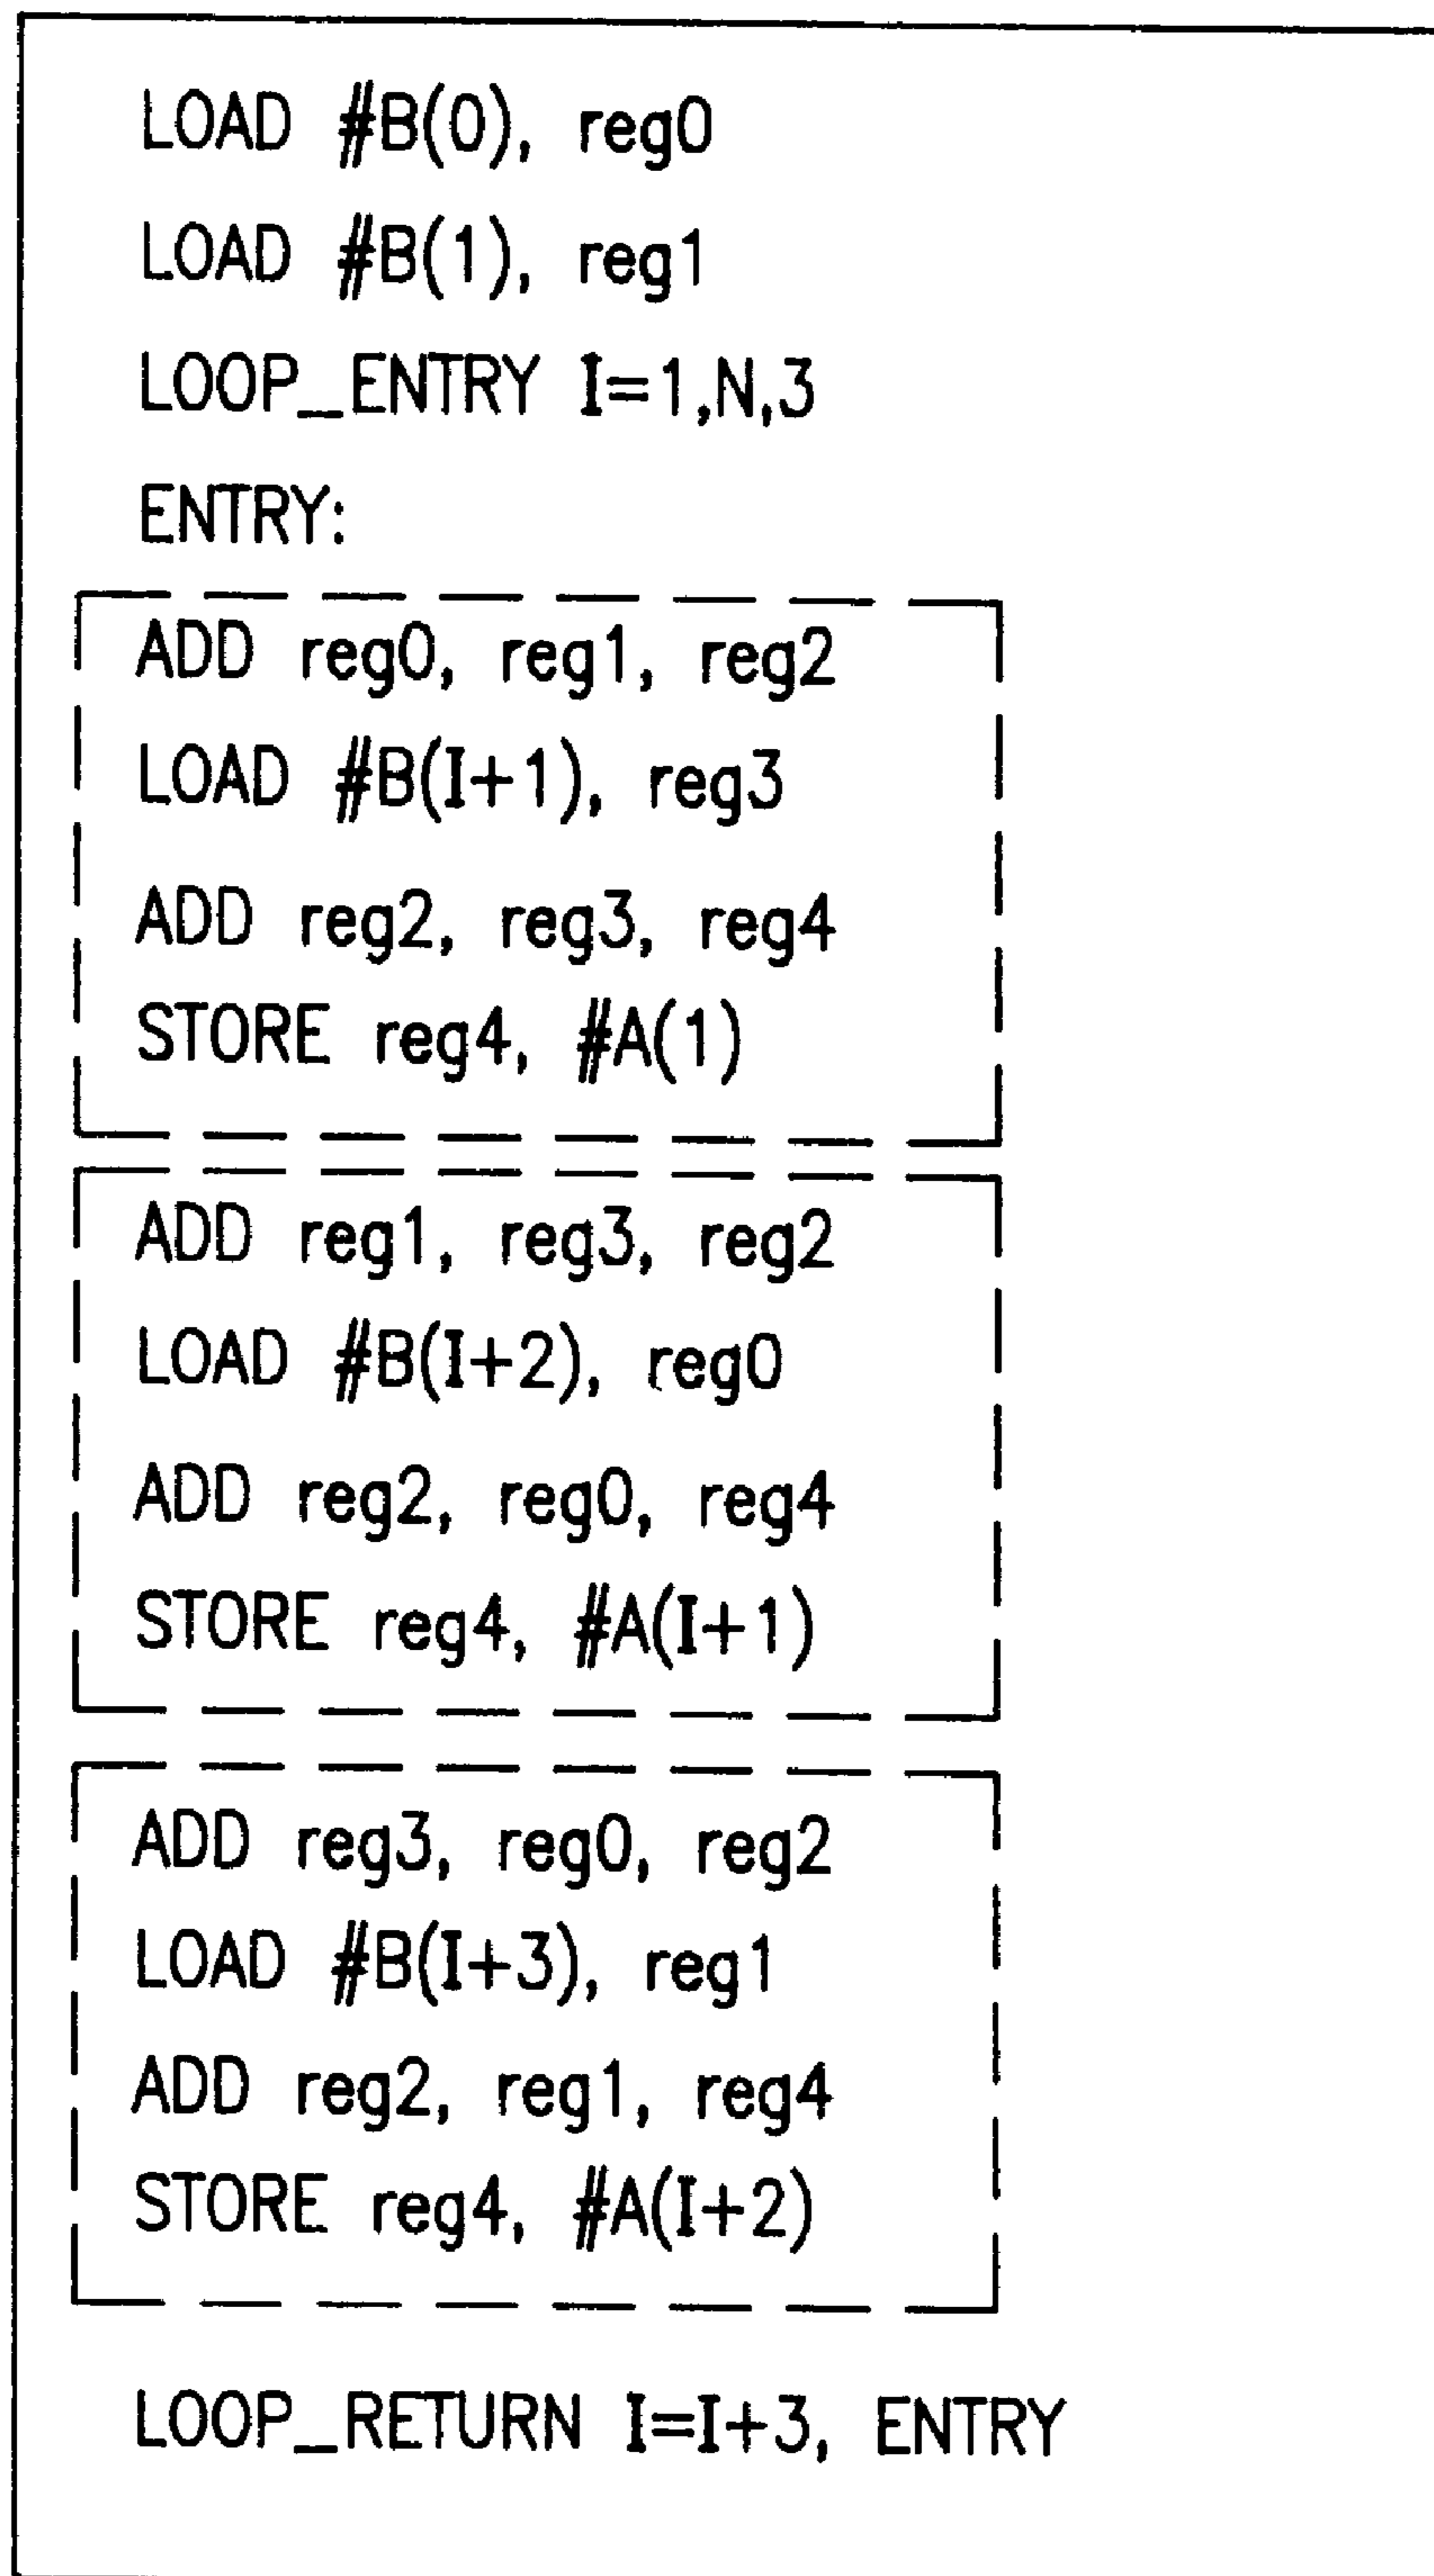 LOAD #B(0), reg0
LOAD #B(1), reg1
LOOP_ENTRY I=1,N,3
ENTRY:
ADD reg0, reg1, reg2
LOAD #B(I+1), reg3
ADD reg2, reg3, reg4
STORE reg4, #A(1)
ADD reg1, reg3, reg2
LOAD #B(I+2), reg0
ADD reg2, reg0, reg4
STORE reg4, #A(I+1)
ADD reg3, reg0, reg2
LOAD #B(I+3), reg1
ADD reg2, reg1, reg4
STORE reg4, #A(I+2)
LOOP_RETURN I=I+3, ENTRY